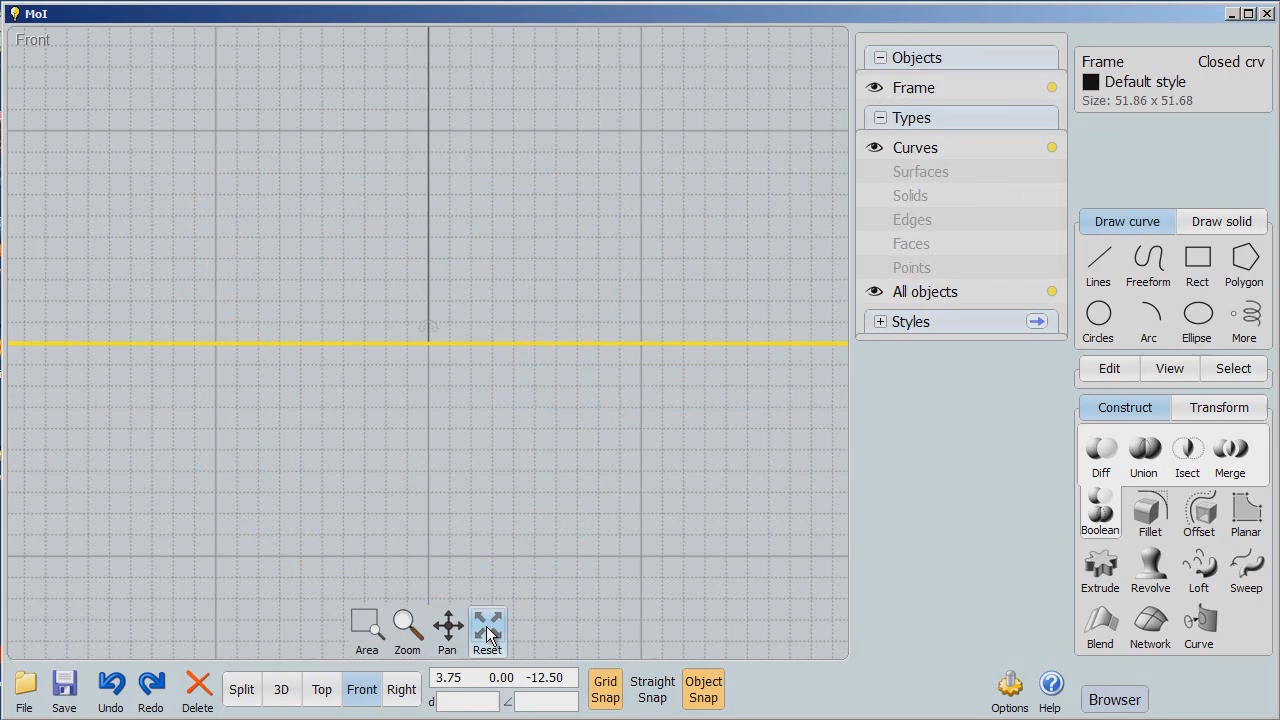 MoI
Front
Objects
Frame
Types
Curves
Surfaces
Solids
Edges
Faces
Points
All objects
Styles
Frame Closed crv
Default style
Size: 51.86 x 51.68
Draw curve Draw solid
Lines Freeform Rect Polygon
Circles Arc Ellipse More
Edit View Select
Construct Transform
Diff Union Isect Merge
Boolean Fillet Offset Planar
Extrude Revolve Loft Sweep
Blend Network Curve
Area Zoom Pan Reset
File Save Undo Redo Delete
Split 3D Top Front Right
3.75 0.00 -12.50
d
Grid Snap
Straight Snap
Object Snap
Options Help
Browser